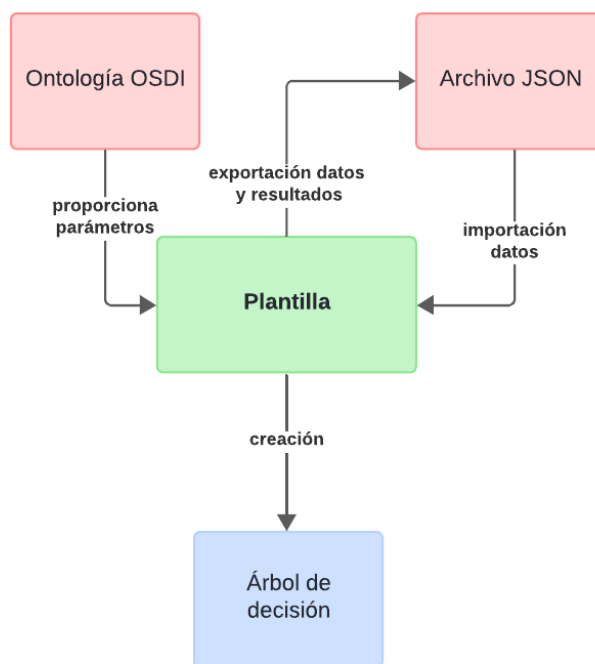 Ontología OSDI
Archivo JSON
exportación datos
y resultados
proporciona
parámetros
importación
datos
Plantilla
creación
Árbol de
decisión